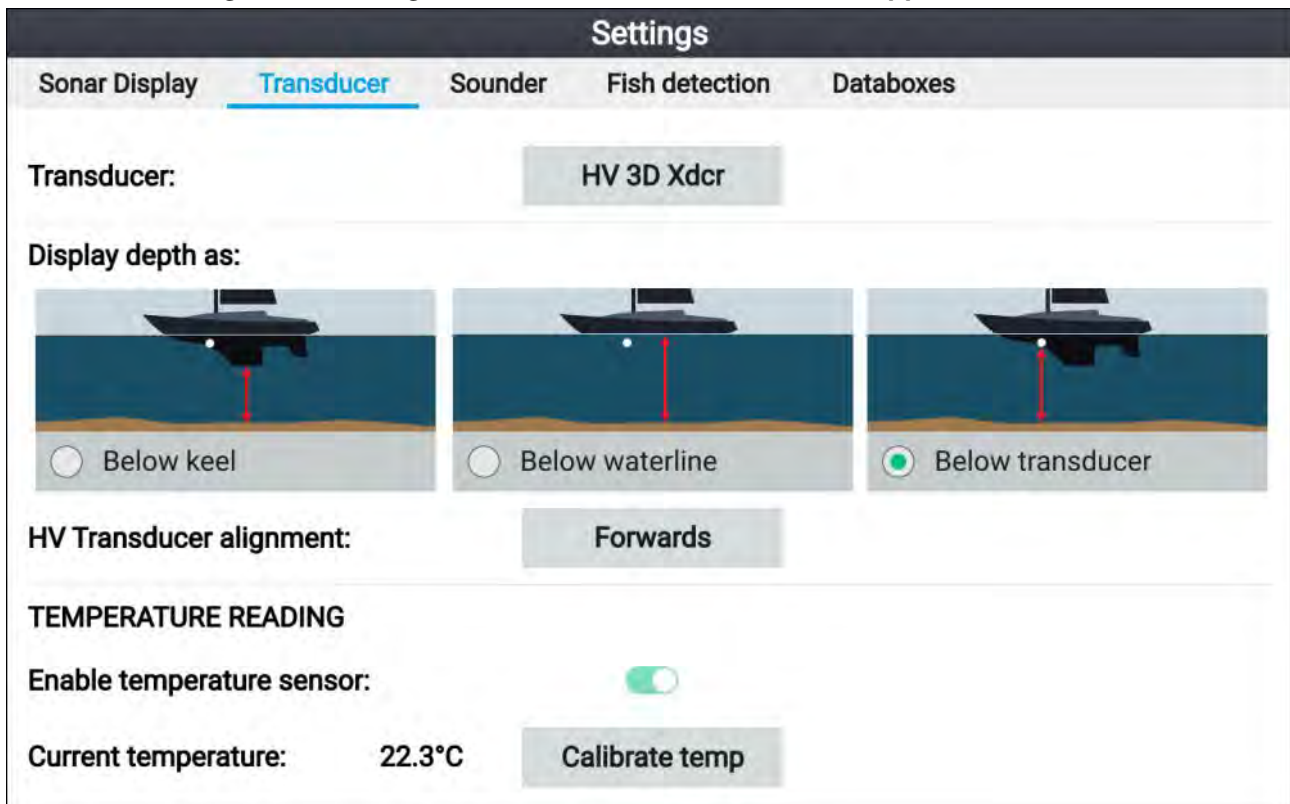 Settings
Sonar Display Transducer Sounder Fish detection Databoxes
Transducer: HV 3D Xdcr
Display depth as:
Below keel Below waterline Below transducer
HV Transducer alignment: Forwards
TEMPERATURE READING
Enable temperature sensor:
Current temperature: 22.3°C Calibrate temp